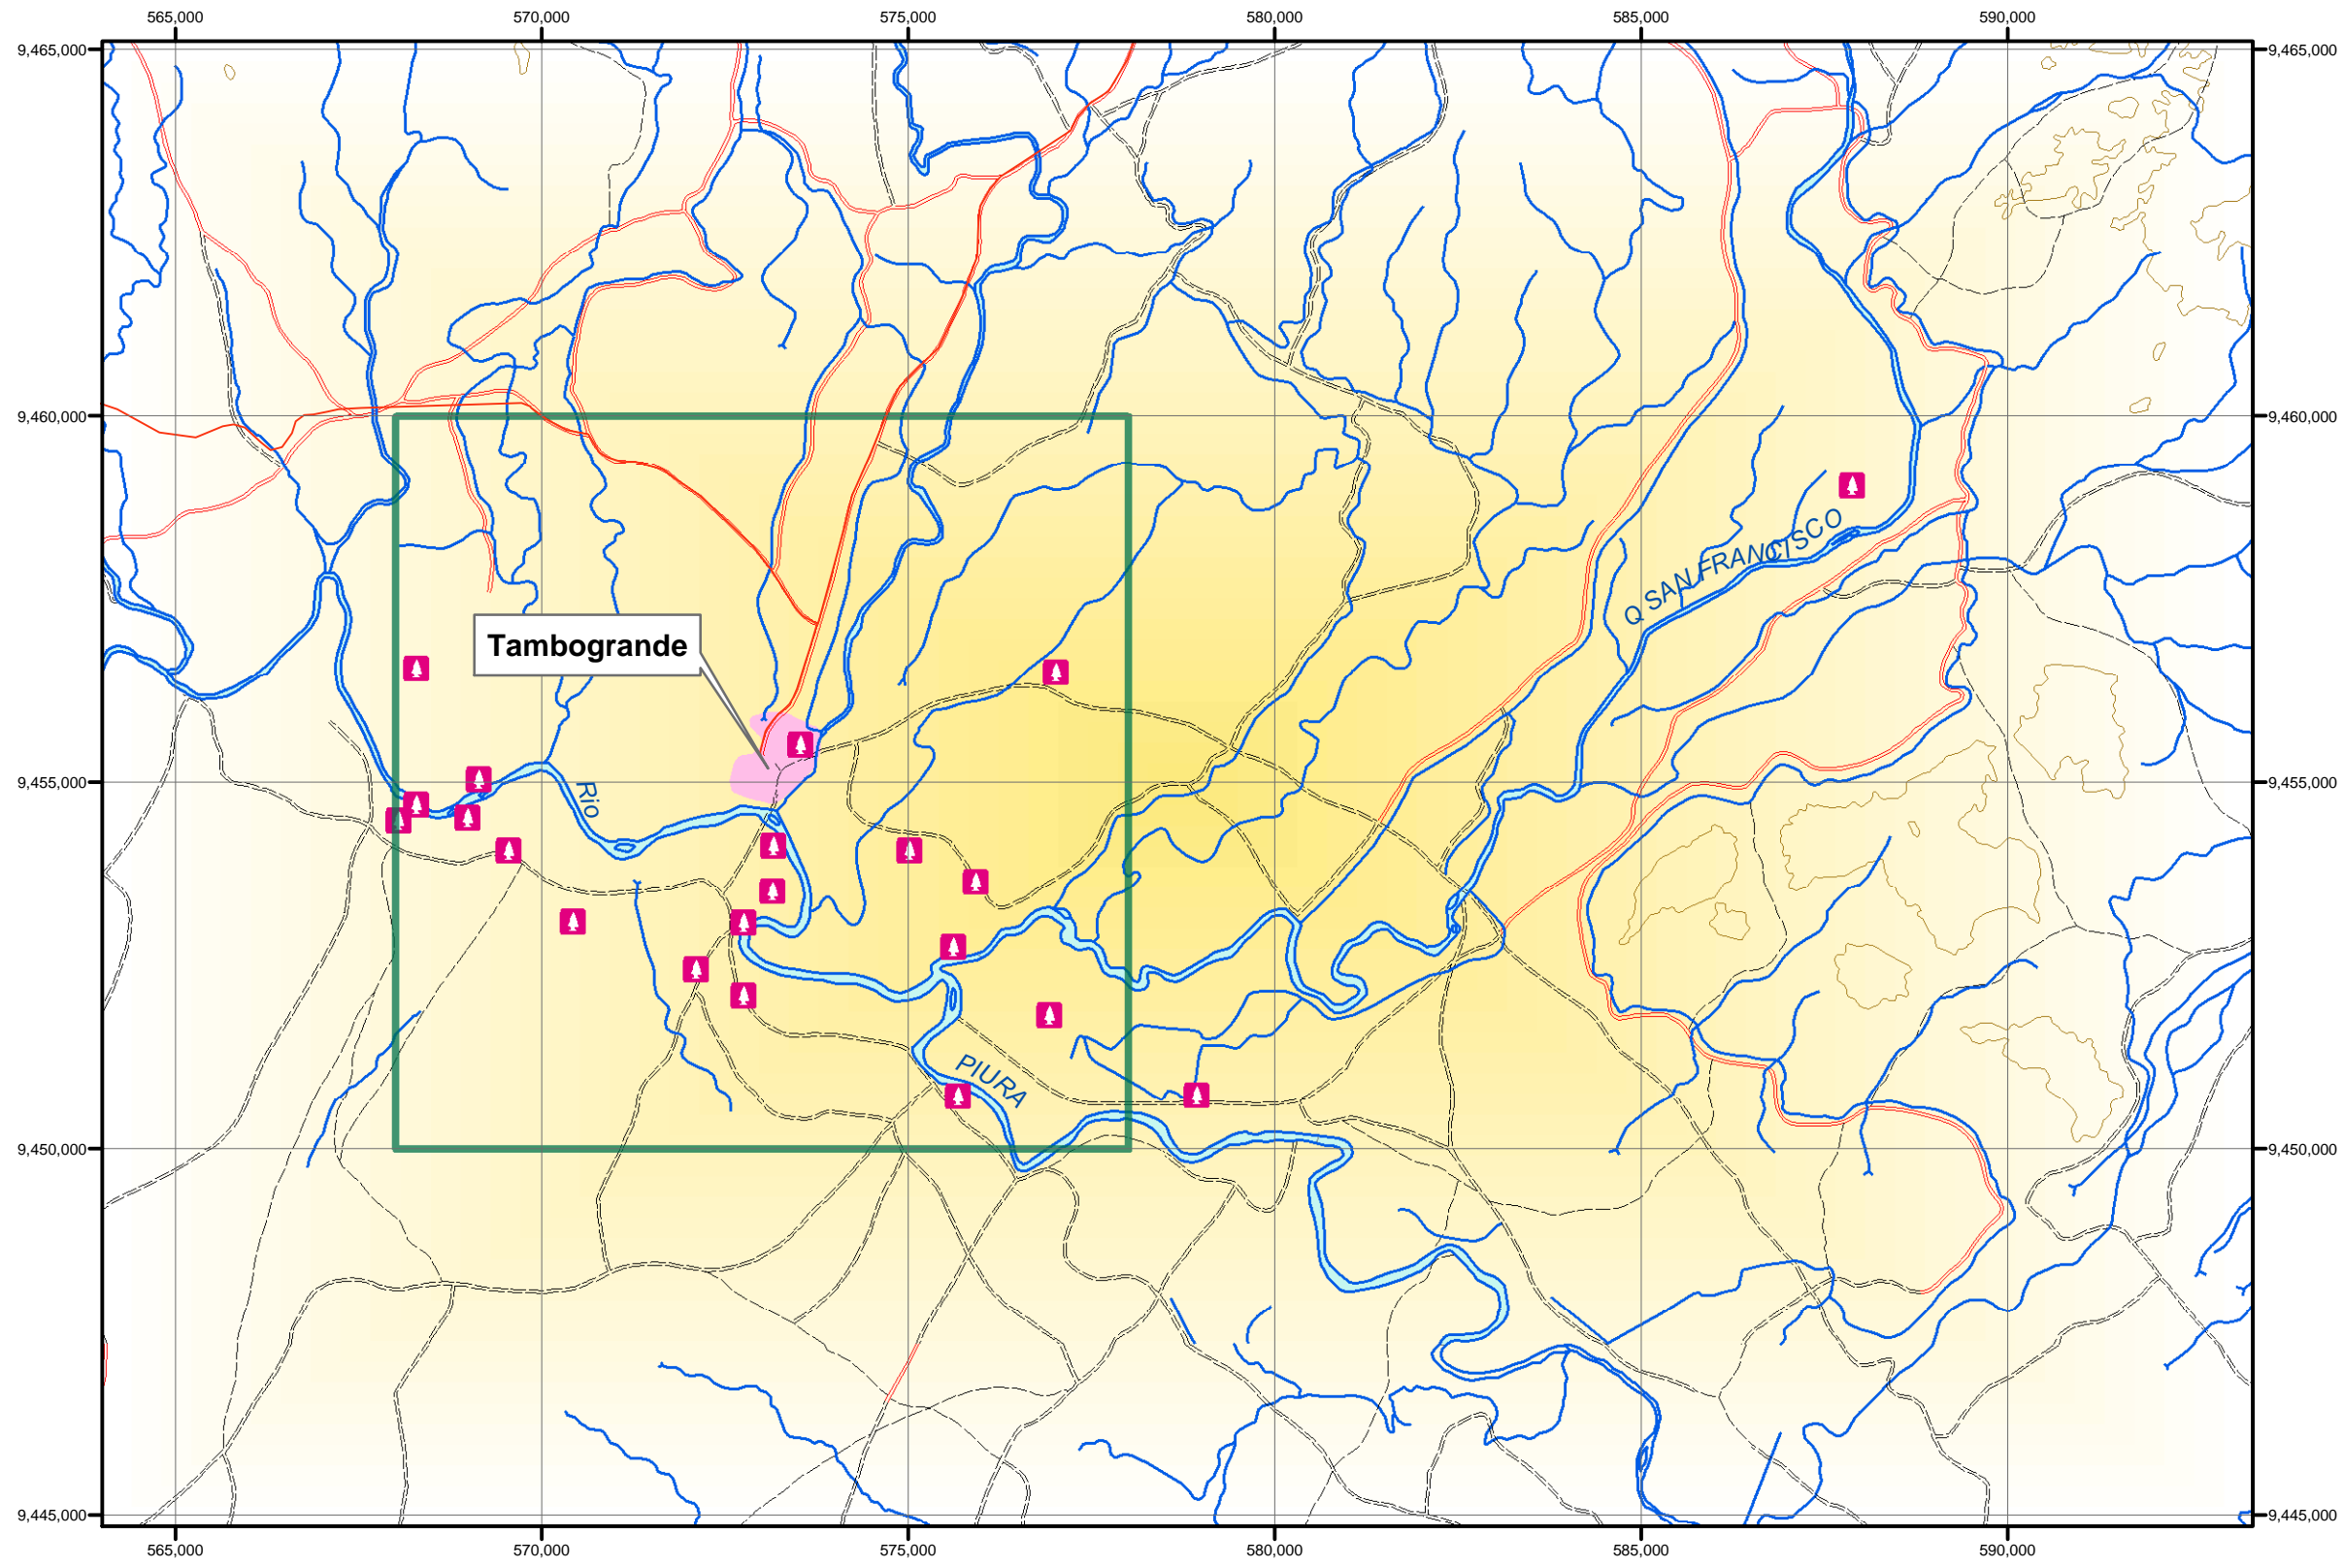 565,000 570,000 575,000 580,000 585,000 590,000
9,465,000 9,465,000
9,460,000 9,460,000
Q SAN FRANCISCO
Tambogrande
9,455,000 9,455,000
Rio
PIURA
9,450,000 9,450,000
9,445,000 9,445,000
565,000 570,000 575,000 580,000 585,000 590,000